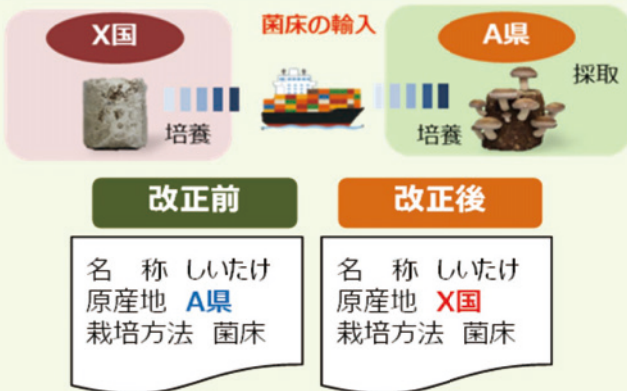 X国
菌床の輸入
A県
採取
培養
培養
改正前
改正後
名　称 しいたけ
原産地 A県
栽培方法 菌床
名　称 しいたけ
原産地 X国
栽培方法 菌床